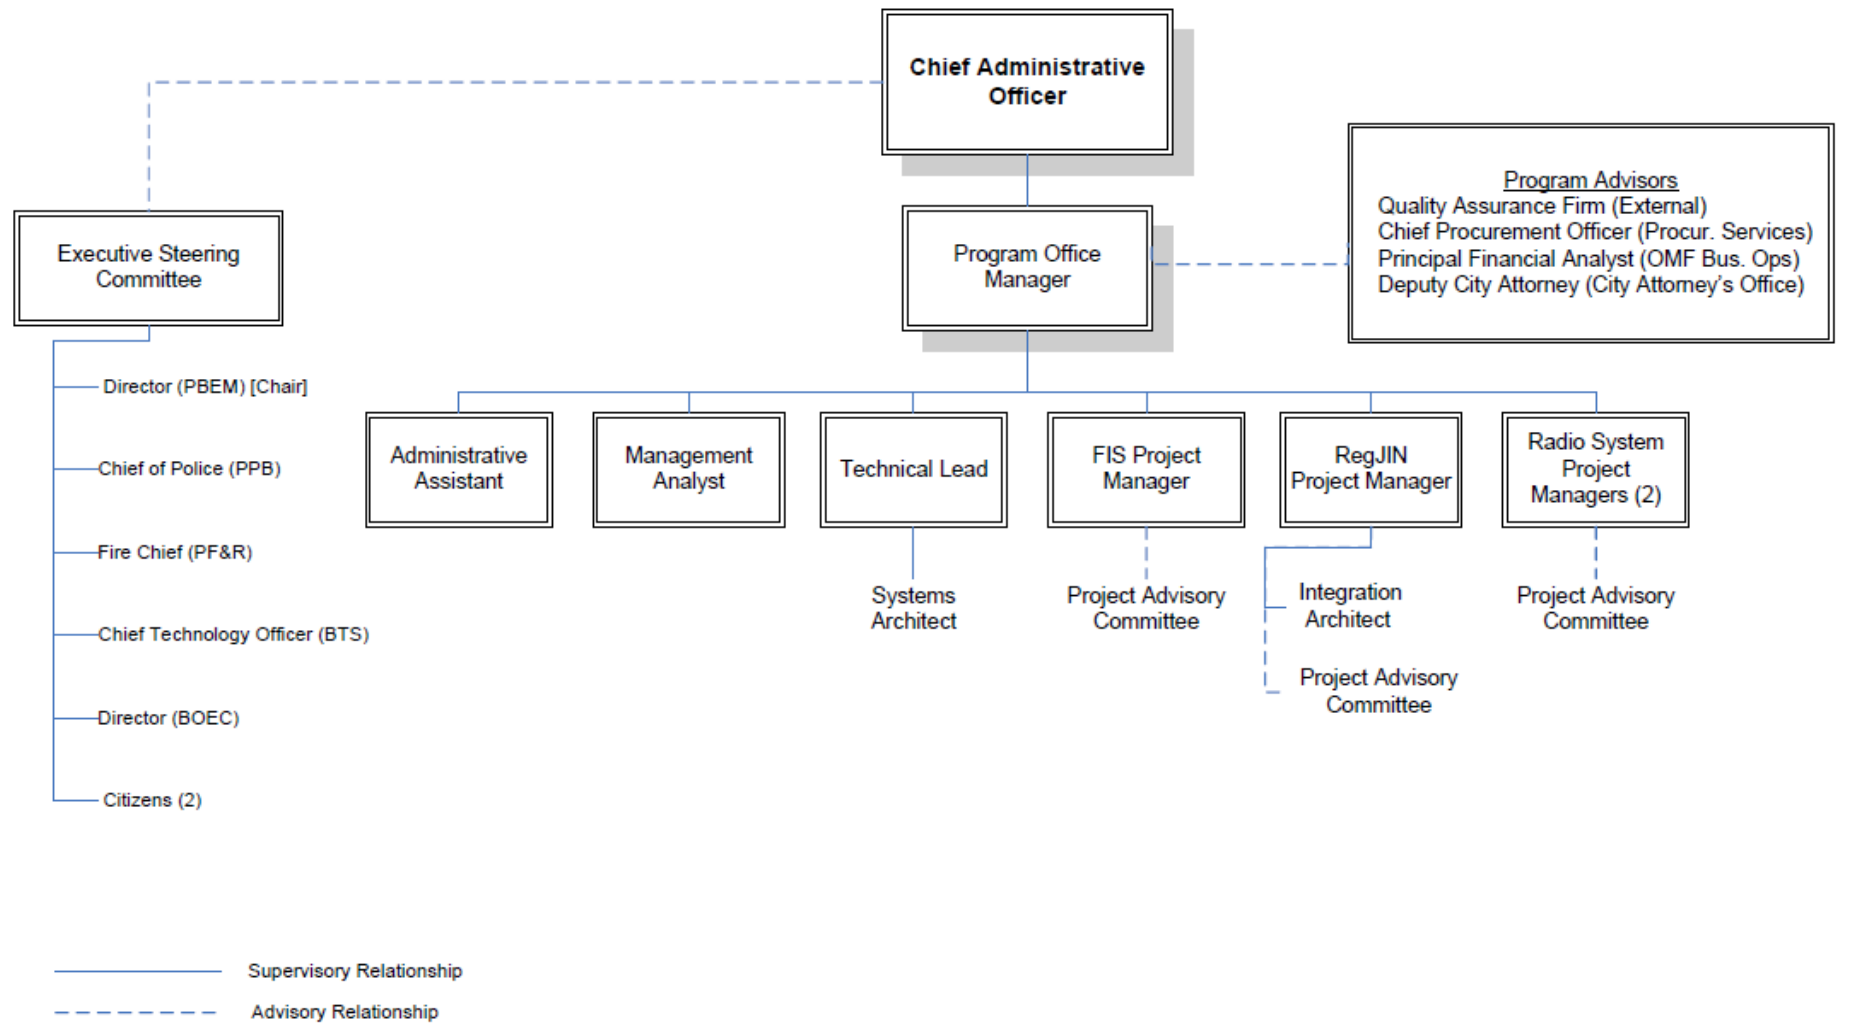 Chief Administrative
Officer
Executive Steering
Committee
Program Office
Manager
Program Advisors
Quality Assurance Firm (External)
Chief Procurement Officer (Procur. Services)
Principal Financial Analyst (OMF Bus. Ops)
Deputy City Attorney (City Attorney's Office)
Director (PBEM) [Chair]
Chief of Police (PPB)
Fire Chief (PF&R)
Chief Technology Officer (BTS)
Director (BOEC)
Citizens (2)
Administrative
Assistant
Management
Analyst
Technical Lead
FIS Project
Manager
RegJIN
Project Manager
Radio System
Project
Managers (2)
Systems
Architect
Project Advisory
Committee
Integration
Architect
Project Advisory
Committee
Project Advisory
Committee
Supervisory Relationship
Advisory Relationship